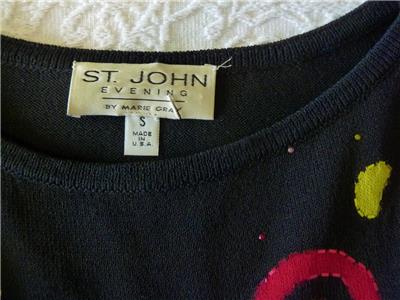 ST. JOHN
EVENING
BY MARIE GRAY
S
MADE
IN
U.S.A.